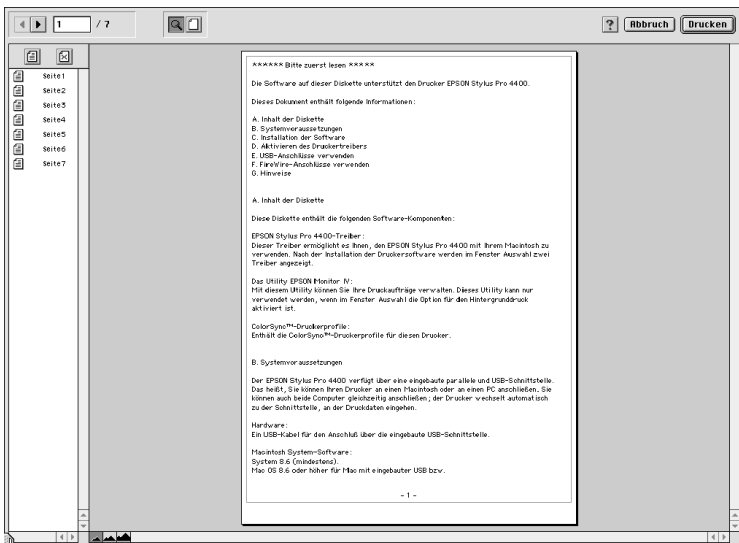 1 / 7
? Abbruch Drucken
Seite1
Seite2
Seite3
Seite4
Seite5
Seite6
Seite7
****** Bitte zuerst lesen *****
Die Software auf dieser Diskette unterstützt den Drucker EPSON Stylus Pro 4400.
Dieses Dokument enthält folgende Informationen:
A. Inhalt der Diskette
B. Systemvoraussetzungen
C. Installation der Software
D. Aktivieren des Druckertreibers
E. USB-Anschlüsse verwenden
F. FireWire-Anschlüsse verwenden
G. Hinweise
A. Inhalt der Diskette
Diese Diskette enthält die folgenden Software-Komponenten:
EPSON Stylus Pro 4400-Treiber:
Dieser Treiber ermöglicht es Ihnen, den EPSON Stylus Pro 4400 mit Ihrem Macintosh zu
verwenden. Nach der Installation der Druckersoftware werden im Fenster Auswahl zwei
Treiber angezeigt.
Das Utility EPSON Monitor IV:
Mit diesem Utility können Sie Ihre Druckaufträge verwalten. Dieses Utility kann nur
verwendet werden, wenn im Fenster Auswahl die Option für den Hintergrunddruck
aktiviert ist.
ColorSync™-Druckerprofile:
Enthält die ColorSync™-Druckerprofile für diesen Drucker.
B. Systemvoraussetzungen
Der EPSON Stylus Pro 4400 verfügt über eine eingebaute parallele und USB-Schnittstelle.
Das heißt, Sie können Ihren Drucker an einen Macintosh oder an einen PC anschließen. Sie
können auch beide Computer gleichzeitig anschließen; der Drucker wechselt automatisch
zu der Schnittstelle, an der Druckdaten eingehen.
Hardware:
Ein USB-Kabel für den Anschluß über die eingebaute USB-Schnittstelle.
Macintosh System-Software:
System 8.6 (mindestens).
Mac OS 8.6 oder höher für Mac mit eingebauter USB bzw.
- 1 -